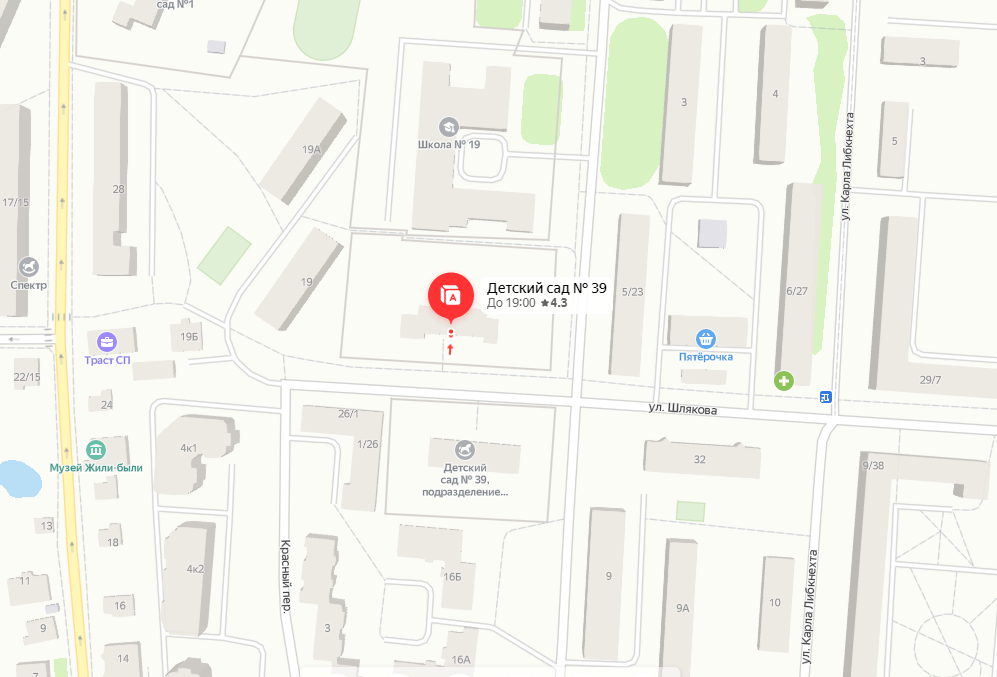 сад №1
3
3
4
5
Школа № 19
19А
28
17/15
ул. Карла Либкнехта
Спектр
19
Детский сад № 39
До 19:00 ★4.3
5/23
6/27
19Б
Траст СП
Пятёрочка
22/15
24
29/7
ул. Шлякова
26/1
4к1
1/26
Музей Жили-были
Детский
сад № 39,
подразделение...
32
9/38
13
18
Красный пер.
4к2
16Б
9
9А
10
ул. Карла Либкнехта
11
16
9
3
14
16А
7